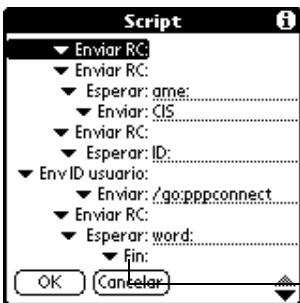 Script
Enviar RC:
Enviar RC:
Esperar: ame:
Enviar: CIS
Enviar RC:
Esperar: ID:
Env ID usuario:
Enviar: /go:pppconnect
Enviar RC:
Esperar: word:
Fin:
OK Cancelar